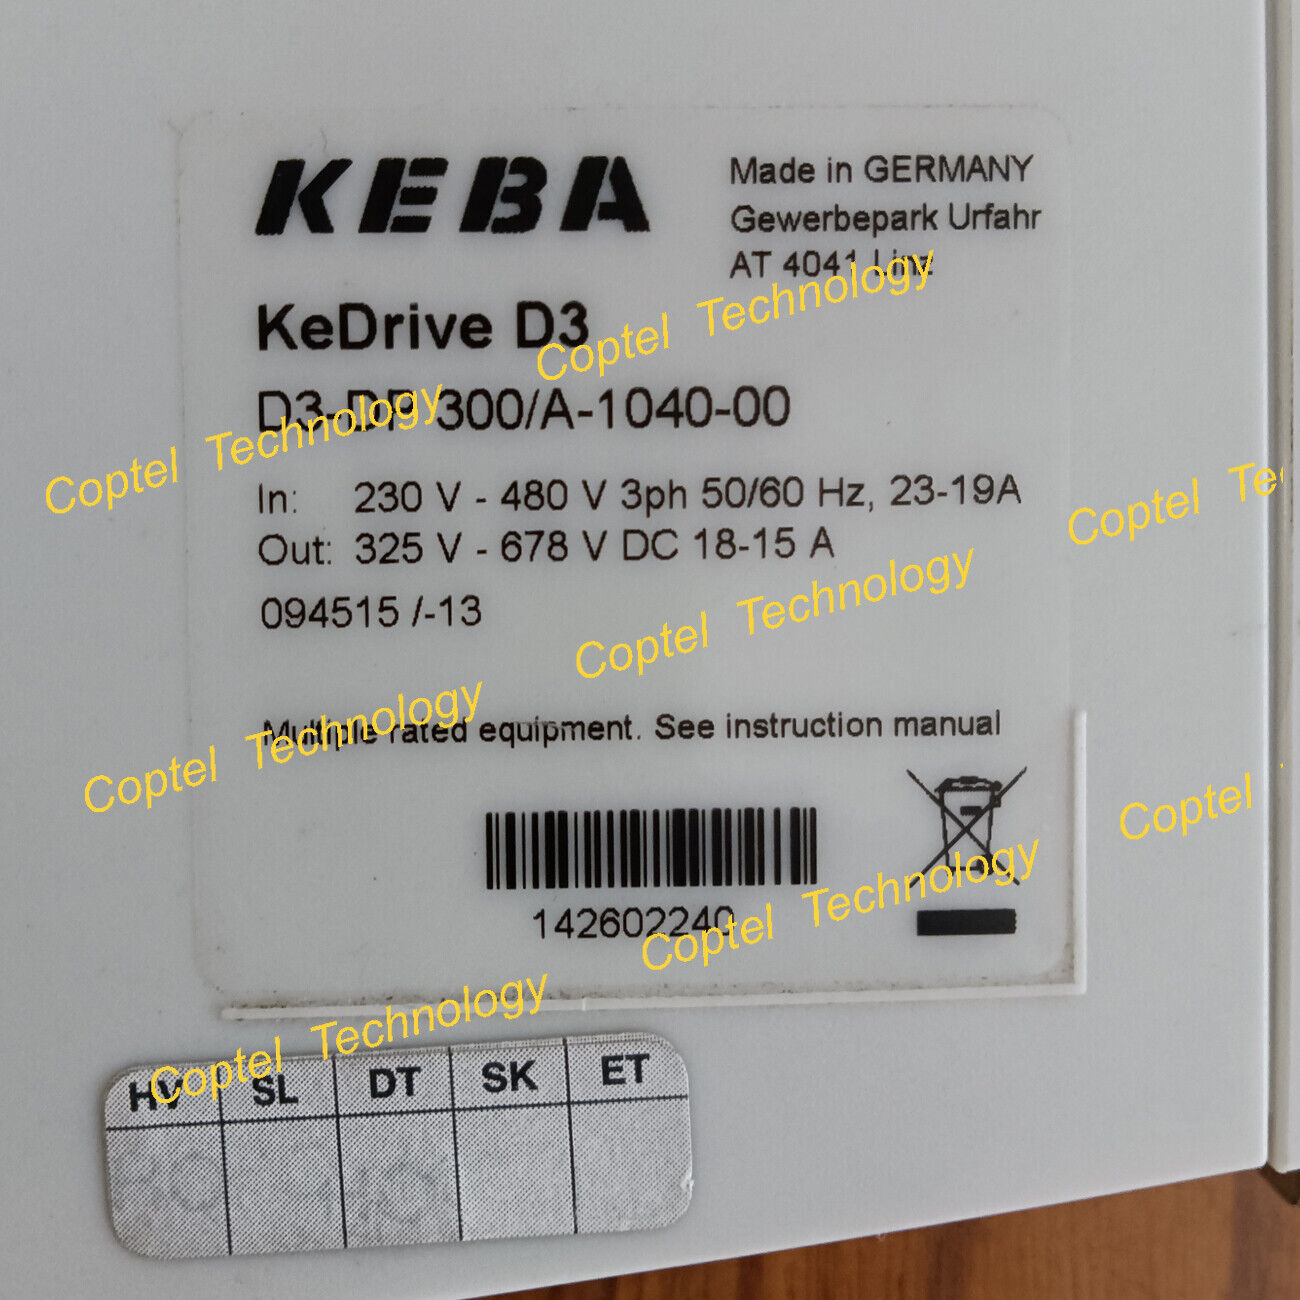 KEBA
Made in GERMANY
Gewerbepark Urfahr
AT 4041 Linz
KeDrive D3
D3-DP 300/A-1040-00
In: 230 V - 480 V 3ph 50/60 Hz, 23-19A
Out: 325 V - 678 V DC 18-15 A
094515 /-13
Multiple rated equipment. See instruction manual
142602240
HV SL DT SK ET
Coptel Technology
Coptel Technology
Coptel Te
Coptel Technology
Coptel Technology
Coptel
Coptel Technology
Coptel Technology